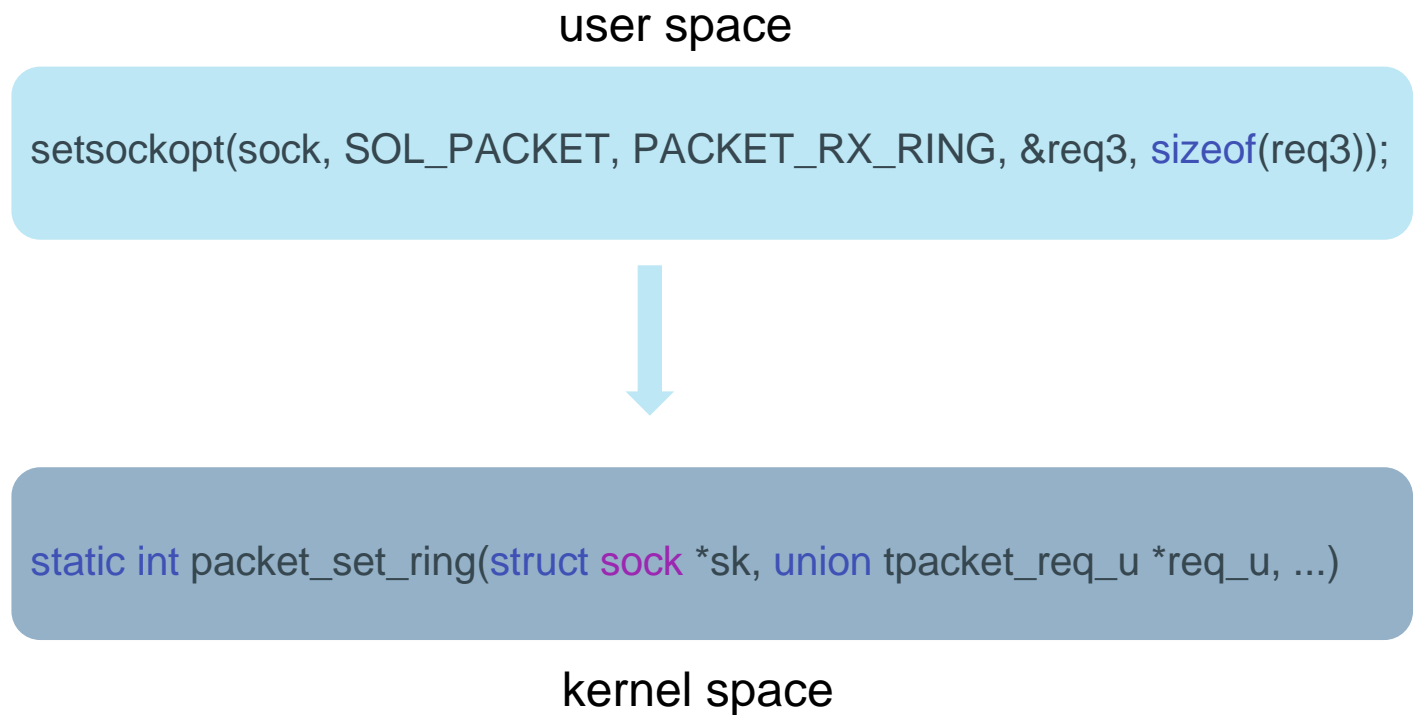 user space
setsockopt(sock, SOL_PACKET, PACKET_RX_RING, &req3, sizeof(req3));
static int packet_set_ring(struct sock *sk, union tpacket_req_u *req_u, ...)
kernel space